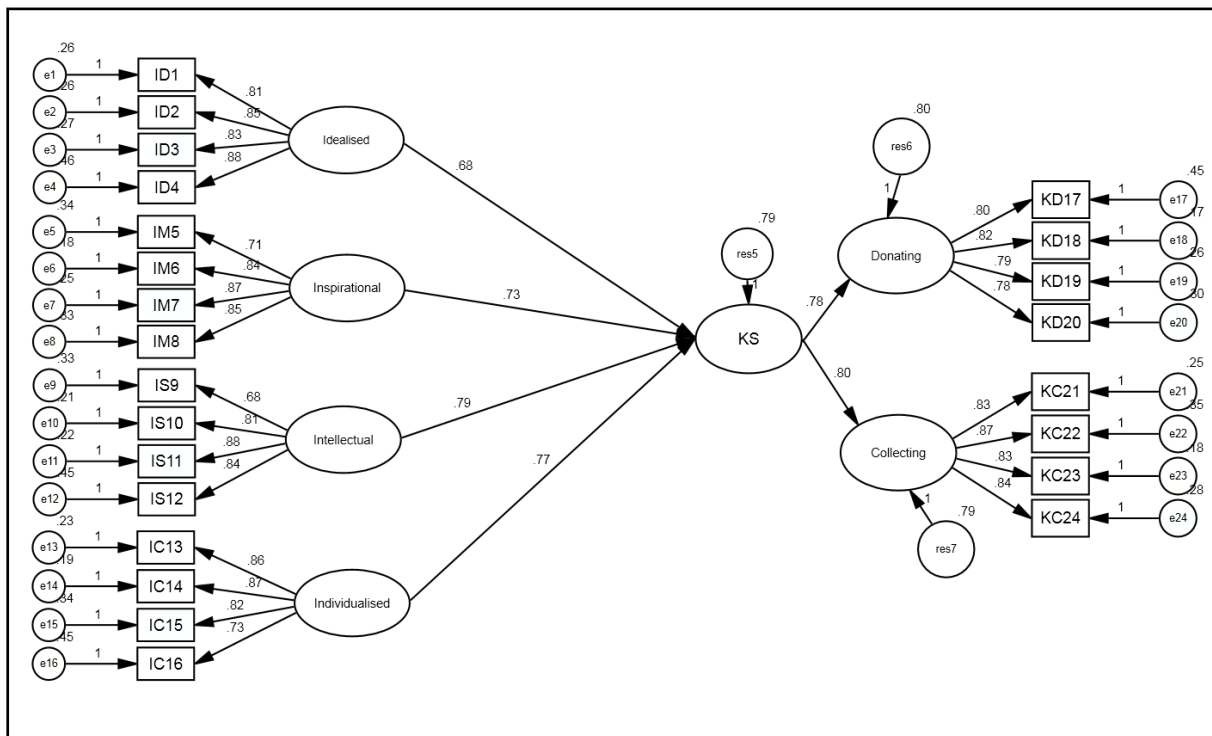 .26
e1 1 ID1 .81
.26
e2 1 ID2 .85
.27
e3 1 ID3 .83
.46
e4 1 ID4 .88
Idealised
.68
.34
e5 1 IM5 .71
.18
e6 1 IM6 .84
.25
e7 1 IM7 .87
.33
e8 1 IM8 .85
Inspirational
.73
.33
e9 1 IS9 .68
.21
e10 1 IS10 .81
.22
e11 1 IS11 .88
.45
e12 1 IS12 .84
Intellectual
.79
.23
e13 1 IC13 .86
.19
e14 1 IC14 .87
.34
e15 1 IC15 .82
.45
e16 1 IC16 .73
Individualised
.77
.79
res5
1
KS
.78
.80
.80
res6
1
Donating
.45
.80 KD17 1 e17
.17
.82 KD18 1 e18
.26
.79 KD19 1 e19
.30
.78 KD20 1 e20
Collecting
1
.79
res7
.25
.83 KC21 1 e21
.87 KC22 1 e22
.18
.83 KC23 1 e23
.28
.84 KC24 1 e24